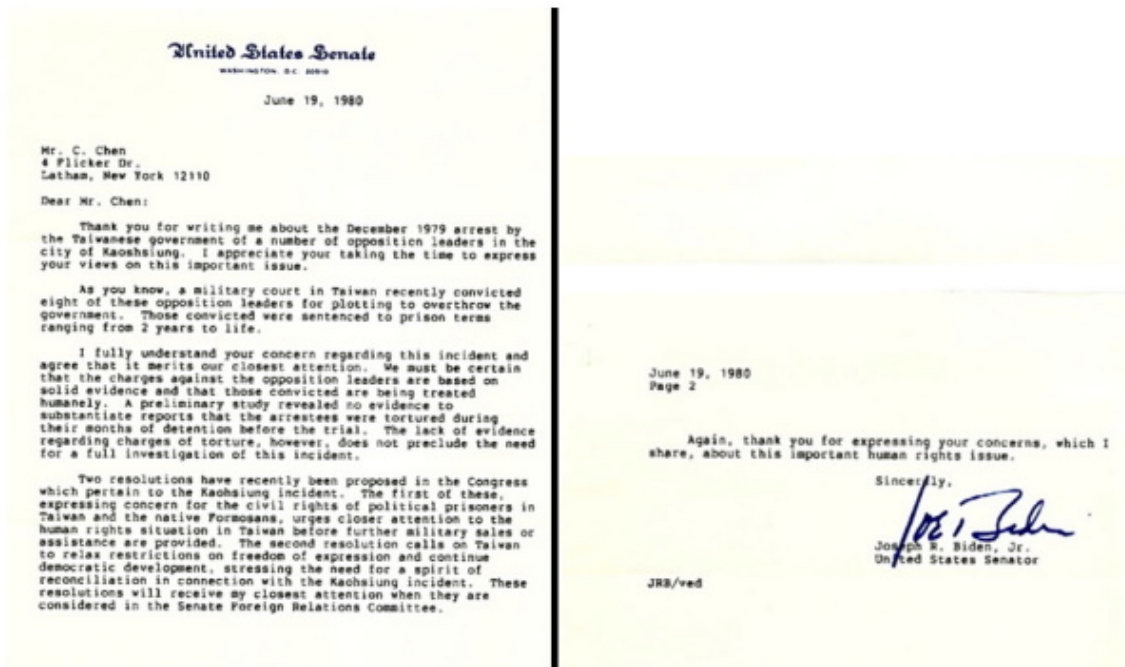 United States Senate
WASHINGTON, D.C. 20510
June 19, 1980
Mr. C. Chen
4 Flicker Dr.
Latham, New York 12110
Dear Mr. Chen:
Thank you for writing me about the December 1979 arrest by
the Taiwanese government of a number of opposition leaders in the
city of Kaoshsiung. I appreciate your taking the time to express
your views on this important issue.
As you know, a military court in Taiwan recently convicted
eight of these opposition leaders for plotting to overthrow the
government. Those convicted were sentenced to prison terms
ranging from 2 years to life.
I fully understand your concern regarding this incident and
agree that it merits our closest attention. We must be certain
that the charges against the opposition leaders are based on
solid evidence and that those convicted are being treated
humanely. A preliminary study revealed no evidence to
substantiate reports that the arrestees were tortured during
their months of detention before the trial. The lack of evidence
regarding charges of torture, however, does not preclude the need
for a full investigation of this incident.
Two resolutions have recently been proposed in the Congress
which pertain to the Kaohsiung incident. The first of these,
expressing concern for the civil rights of political prisoners in
Taiwan and the native Formosans, urges closer attention to the
human rights situation in Taiwan before further military sales or
assistance are provided. The second resolution calls on Taiwan
to relax restrictions on freedom of expression and continue
democratic development, stressing the need for a spirit of
reconciliation in connection with the Kaohsiung incident. These
resolutions will receive my closest attention when they are
considered in the Senate Foreign Relations Committee.
June 19, 1980
Page 2
Again, thank you for expressing your concerns, which I
share, about this important human rights issue.
Sincerely,
Joe Biden
Joseph R. Biden, Jr.
United States Senator
JRB/ved